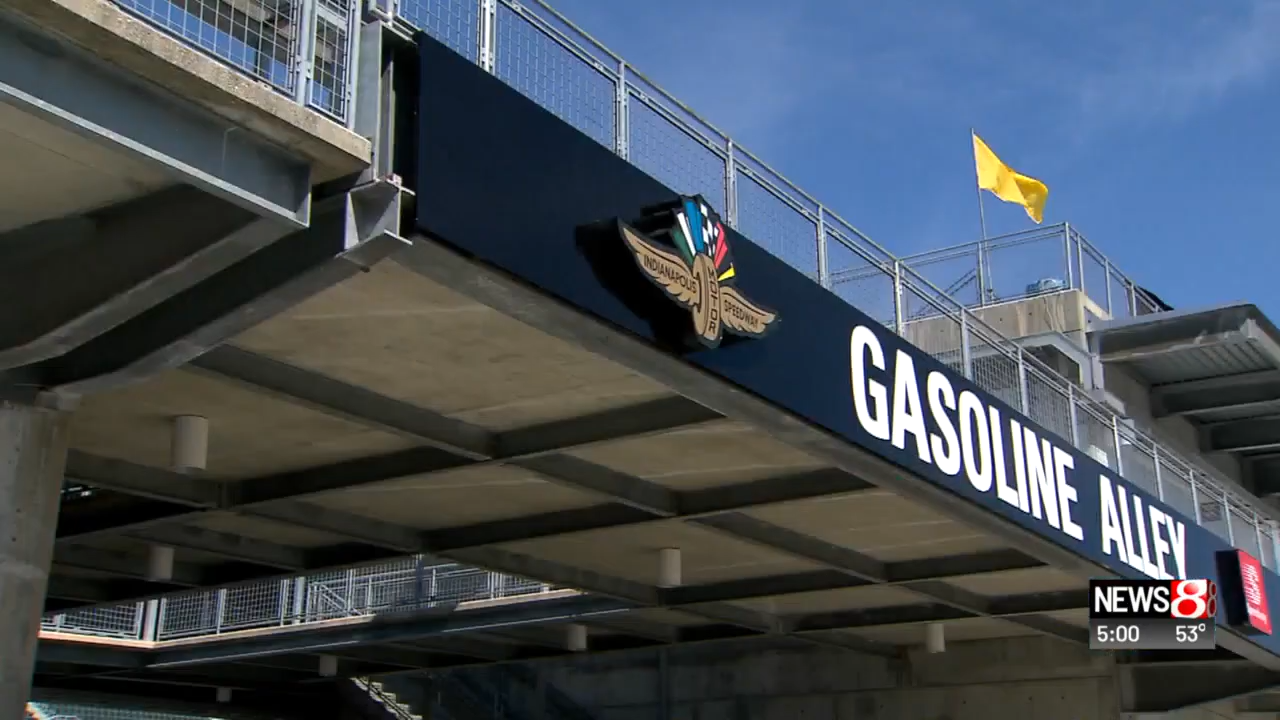 INDIANAPOLIS
MOTOR
SPEEDWAY
GASOLINE ALLEY
NEWS 8
5:00 53°